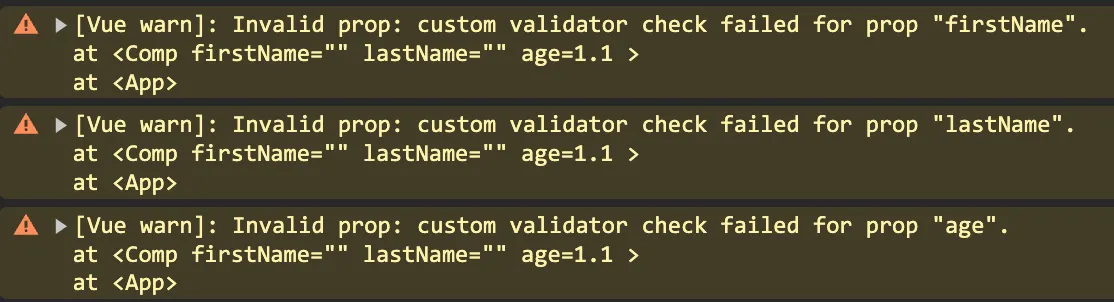 [Vue warn]: Invalid prop: custom validator check failed for prop "firstName".
at <Comp firstName="" lastName="" age=1.1 >
at <App>
[Vue warn]: Invalid prop: custom validator check failed for prop "lastName".
at <Comp firstName="" lastName="" age=1.1 >
at <App>
[Vue warn]: Invalid prop: custom validator check failed for prop "age".
at <Comp firstName="" lastName="" age=1.1 >
at <App>